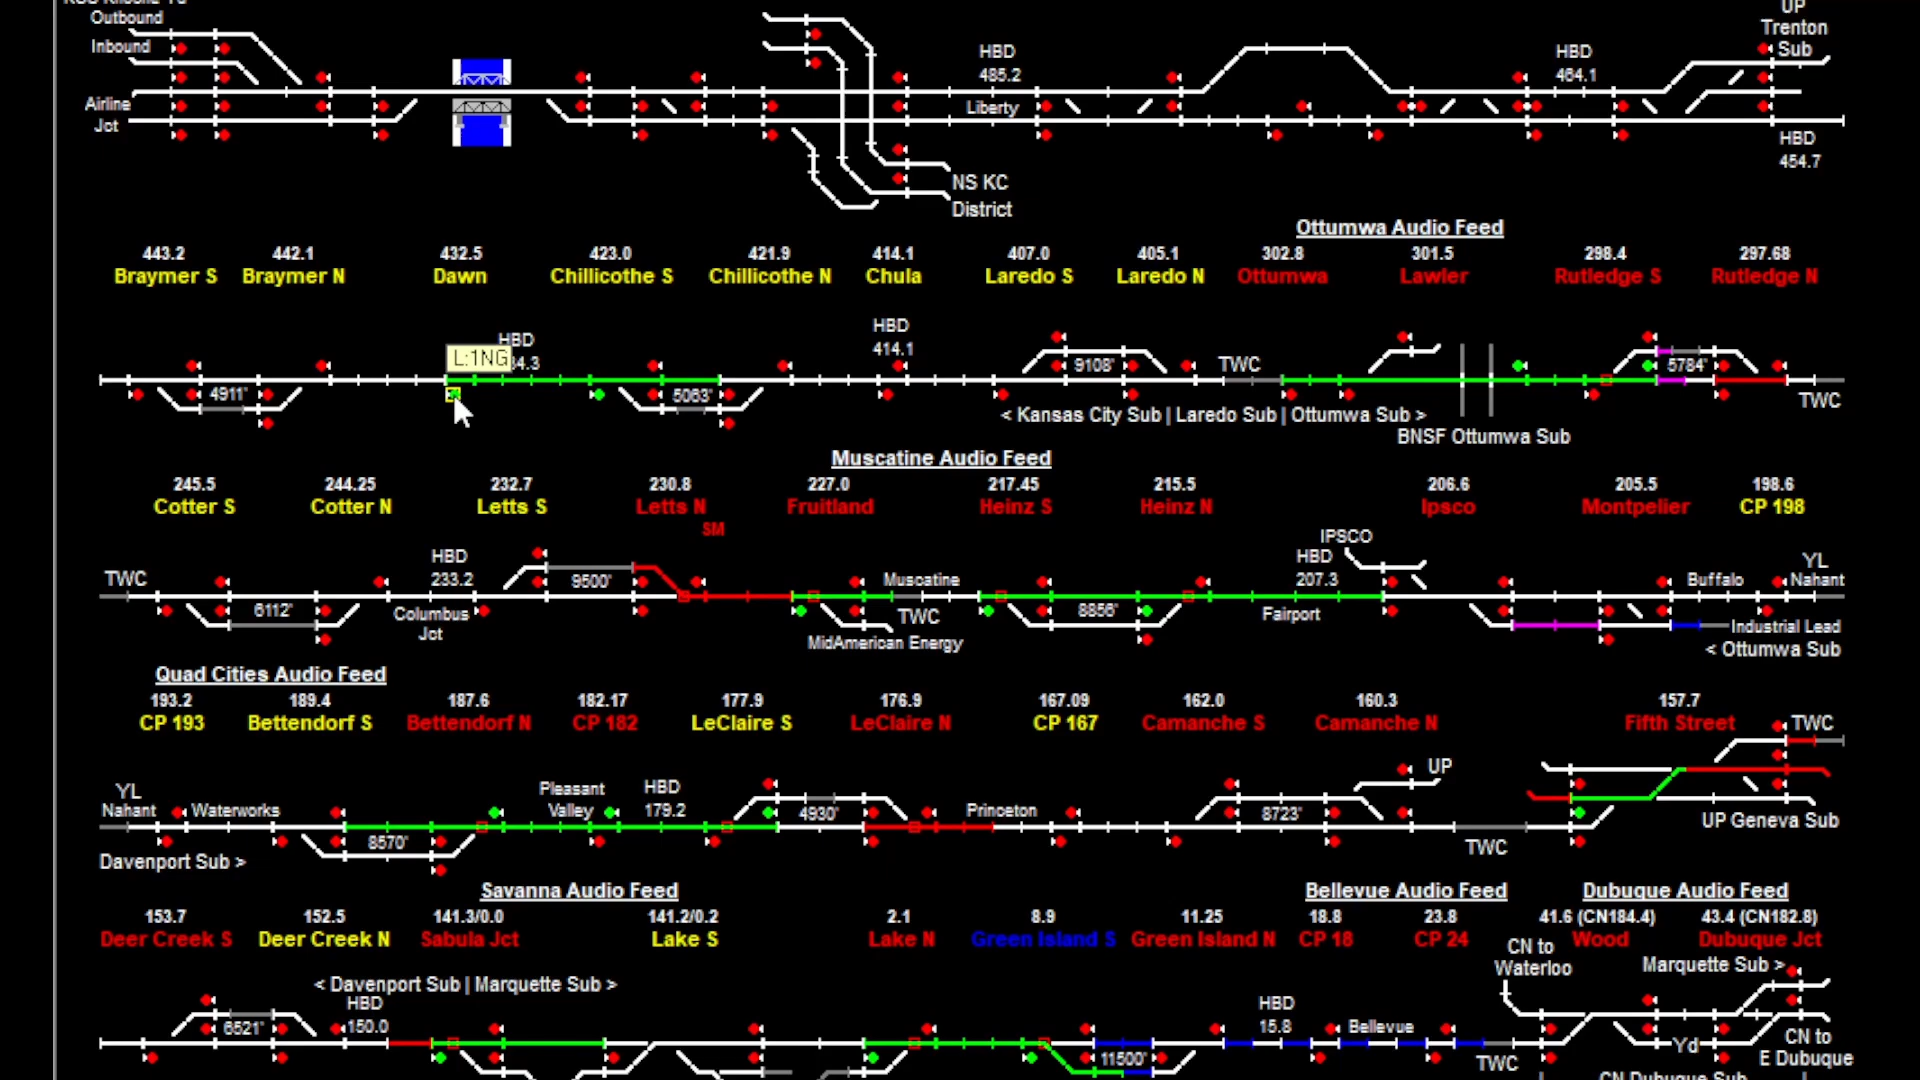 Outbound
Inbound
Airline
Jct
HBD
485.2
Liberty
HBD
464.1
UP
Trenton
Sub
HBD
454.7
NS KC
District
Ottumwa Audio Feed
443.2 442.1 432.5 423.0 421.9 414.1 407.0 405.1 302.8 301.5 298.4 297.68
Braymer S Braymer N Dawn Chillicothe S Chillicothe N Chula Laredo S Laredo N Ottumwa Lawler Rutledge S Rutledge N
HBD
L:1NG 4.3
HBD
414.1
4911' 5063' 9108' TWC 5784' TWC
< Kansas City Sub | Laredo Sub | Ottumwa Sub >
BNSF Ottumwa Sub
Muscatine Audio Feed
245.5 244.25 232.7 230.8 227.0 217.45 215.5 206.6 205.5 198.6
Cotter S Cotter N Letts S Letts N Fruitland Heinz S Heinz N Ipsco Montpelier CP 198
SM
IPSCO
TWC
HBD
233.2
9500'
Muscatine
HBD
207.3
Buffalo
YL
Nahant
6112'
Columbus
Jct
TWC
8856'
Fairport
Industrial Lead
MidAmerican Energy
< Ottumwa Sub
Quad Cities Audio Feed
193.2 189.4 187.6 182.17 177.9 176.9 167.09 162.0 160.3 157.7
CP 193 Bettendorf S Bettendorf N CP 182 LeClaire S LeClaire N CP 167 Camanche S Camanche N Fifth Street
TWC
YL
Nahant
Waterworks
Pleasant
Valley
HBD
179.2
4930'
Princeton
UP
8723'
UP Geneva Sub
8570'
TWC
Davenport Sub >
Savanna Audio Feed Bellevue Audio Feed Dubuque Audio Feed
153.7 152.5 141.3/0.0 141.2/0.2 2.1 8.9 11.25 18.8 23.8 41.6 (CN184.4) 43.4 (CN182.8)
Deer Creek S Deer Creek N Sabula Jct Lake S Lake N Green Island S Green Island N CP 18 CP 24 Wood Dubuque Jct
CN to
Waterloo
Marquette Sub >
< Davenport Sub | Marquette Sub >
HBD
150.0
6521'
HBD
15.8
Bellevue
11500'
TWC
Yd
CN to
E Dubuque
CN Dubuque Sub